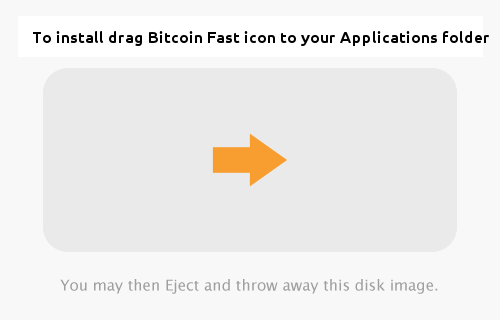 To install drag Bitcoin Fast icon to your Applications folder
You may then Eject and throw away this disk image.